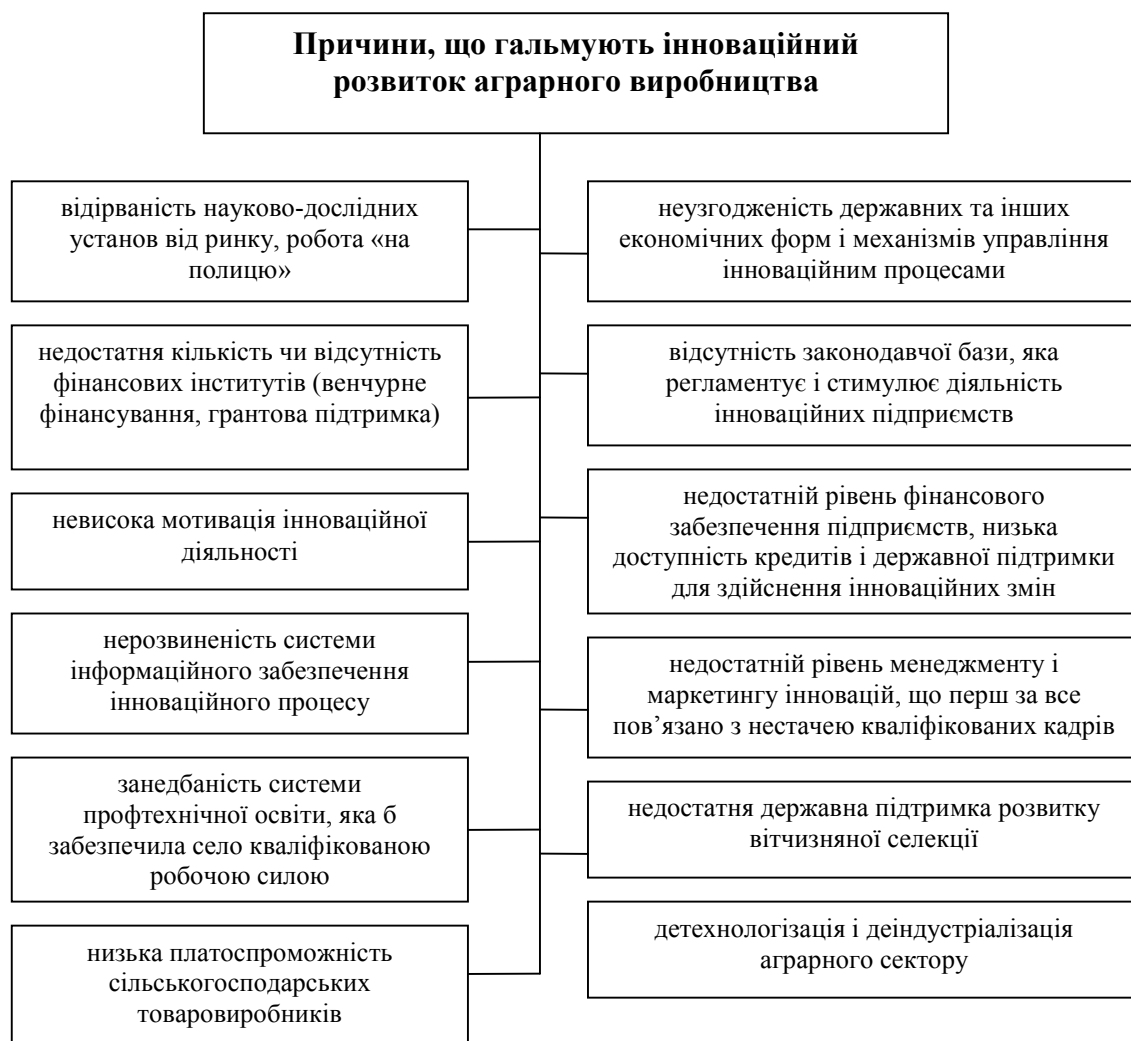 Причини, що гальмують інноваційний
розвиток аграрного виробництва
відірваність науково-дослідних
установ від ринку, робота «на
полицю»
недостатня кількість чи відсутність
фінансових інститутів (венчурне
фінансування, грантова підтримка)
невисока мотивація інноваційної
діяльності
нерозвиненість системи
інформаційного забезпечення
інноваційного процесу
занедбаність системи
профтехнічної освіти, яка б
забезпечила село кваліфікованою
робочою силою
низька платоспроможність
сільськогосподарських
товаровиробників
неузгодженість державних та інших
економічних форм і механізмів управління
інноваційним процесами
відсутність законодавчої бази, яка
регламентує і стимулює діяльність
інноваційних підприємств
недостатній рівень фінансового
забезпечення підприємств, низька
доступність кредитів і державної підтримки
для здійснення інноваційних змін
недостатній рівень менеджменту і
маркетингу інновацій, що перш за все
пов’язано з нестачею кваліфікованих кадрів
недостатня державна підтримка розвитку
вітчизняної селекції
детехнологізація і деіндустріалізація
аграрного сектору